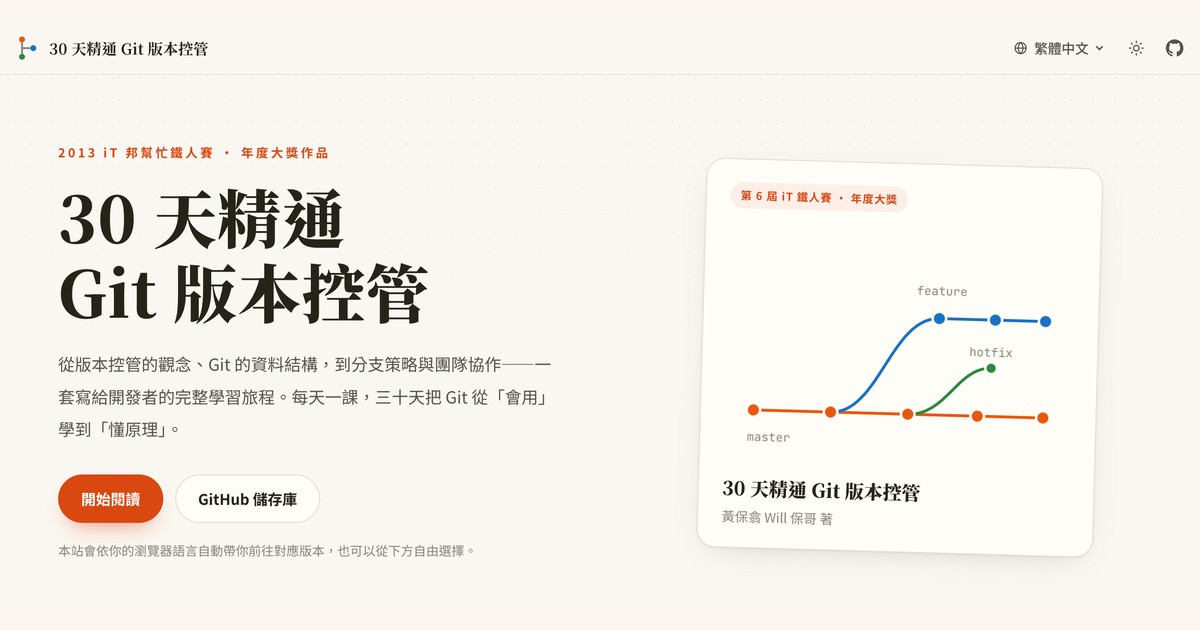 30 天精通 Git 版本控管
繁體中文
2013 iT 邦幫忙鐵人賽 ・ 年度大獎作品
30 天精通
Git 版本控管
從版本控管的觀念、Git 的資料結構，到分支策略與團隊協作——一
套寫給開發者的完整學習旅程。每天一課，三十天把 Git 從「會用」
學到「懂原理」。
開始閱讀
GitHub 儲存庫
本站會依你的瀏覽器語言自動帶你前往對應版本，也可以從下方自由選擇。
第 6 屆 iT 鐵人賽 ・ 年度大獎
feature
hotfix
master
30 天精通 Git 版本控管
黃保翕 Will 保哥 著